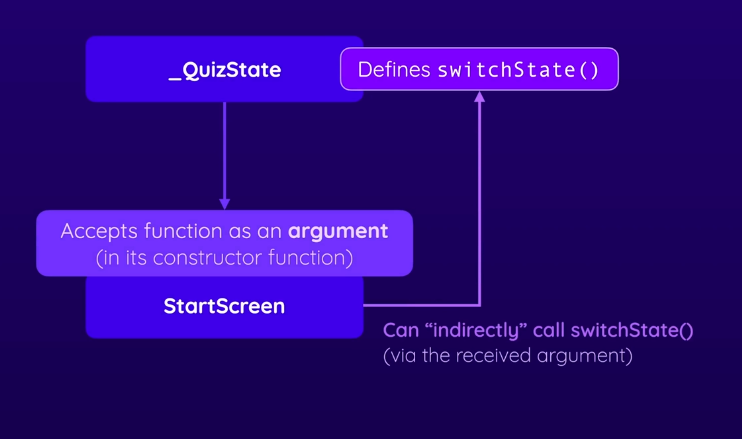 _QuizState
Defines switchState()
Accepts function as an argument
(in its constructor function)
StartScreen
Can “indirectly” call switchState()
(via the received argument)